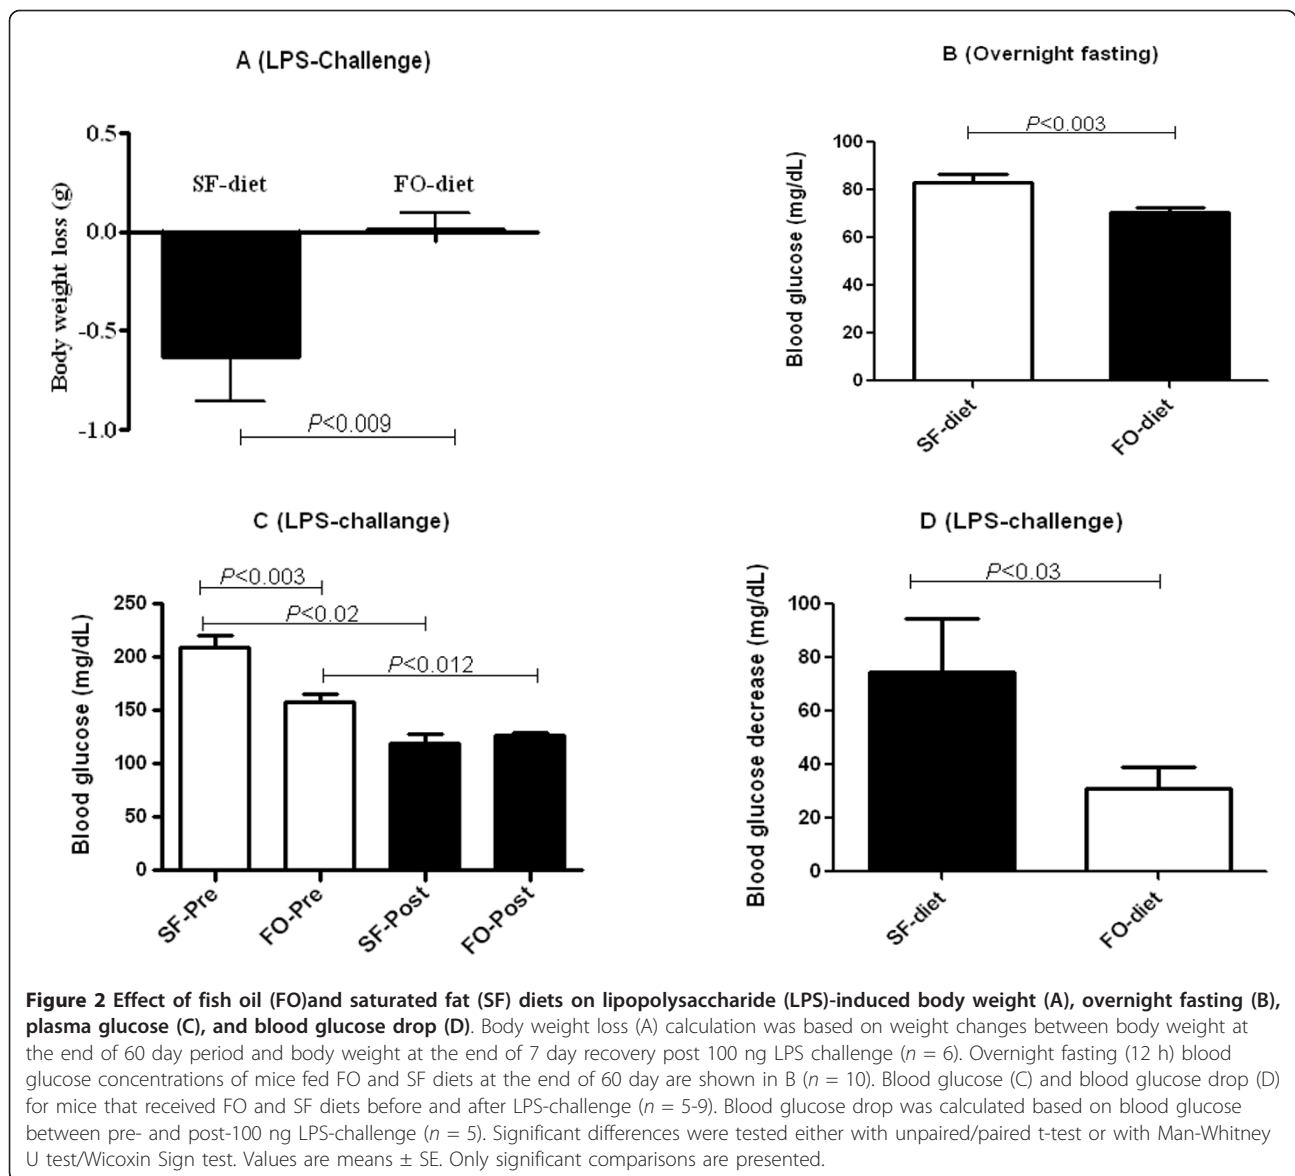 A (LPS-Challenge)
0.5
0.0
-0.5
-1.0
Body weight loss (g)
SF-diet
FO-diet
P<0.009
B (Overnight fasting)
P<0.003
100
80
60
40
20
0
Blood glucose (mg/dL)
SF-diet
FO-diet
C (LPS-challange)
P<0.003
P<0.02
P<0.012
250
200
150
100
50
0
Blood glucose (mg/dL)
SF-Pre
FO-Pre
SF-Post
FO-Post
D (LPS-challenge)
P<0.03
100
80
60
40
20
0
Blood glucose decrease (mg/dL)
SF-diet
FO-diet
Figure 2 Effect of fish oil (FO)and saturated fat (SF) diets on lipopolysaccharide (LPS)-induced body weight (A), overnight fasting (B),
plasma glucose (C), and blood glucose drop (D). Body weight loss (A) calculation was based on weight changes between body weight at
the end of 60 day period and body weight at the end of 7 day recovery post 100 ng LPS challenge (n = 6). Overnight fasting (12 h) blood
glucose concentrations of mice fed FO and SF diets at the end of 60 day are shown in B (n = 10). Blood glucose (C) and blood glucose drop (D)
for mice that received FO and SF diets before and after LPS-challenge (n = 5-9). Blood glucose drop was calculated based on blood glucose
between pre- and post-100 ng LPS-challenge (n = 5). Significant differences were tested either with unpaired/paired t-test or with Man-Whitney
U test/Wicoxin Sign test. Values are means ± SE. Only significant comparisons are presented.